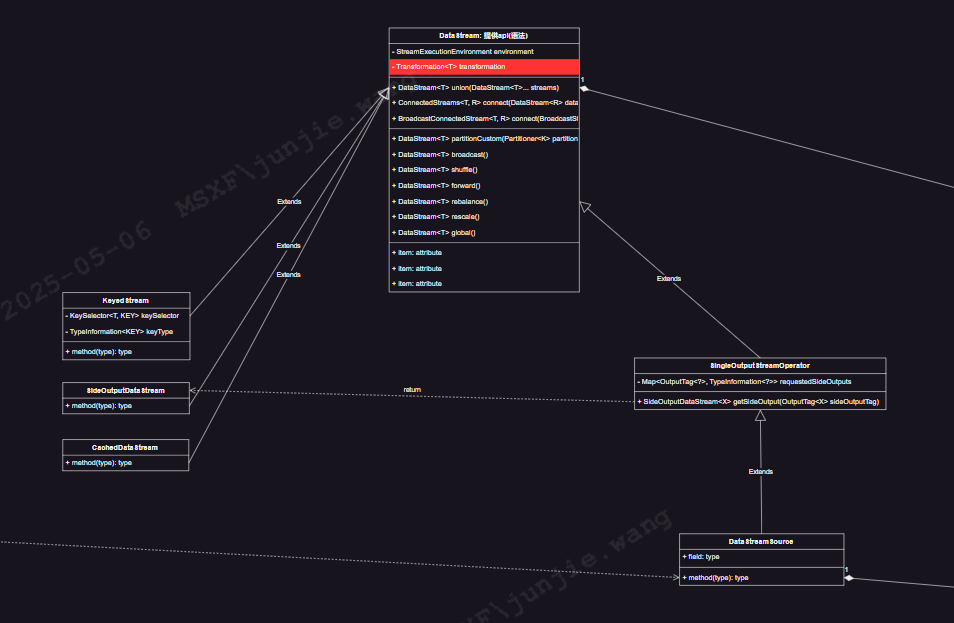 DataStream: 提供api(语法)
- StreamExecutionEnvironment environment
- Transformation<T> transformation
+ DataStream<T> union(DataStream<T>... streams)
+ ConnectedStreams<T, R> connect(DataStream<R> data
+ BroadcastConnectedStream<T, R> connect(BroadcastSt
+ DataStream<T> partitionCustom(Partitioner<K> partition
+ DataStream<T> broadcast()
+ DataStream<T> shuffle()
+ DataStream<T> forward()
+ DataStream<T> rebalance()
+ DataStream<T> rescale()
+ DataStream<T> global()
+ item: attribute
+ item: attribute
+ item: attribute
1
Extends
Extends
Extends
Extends
KeyedStream
- KeySelector<T, KEY> keySelector
- TypeInformation<KEY> keyType
+ method(type): type
SideOutputDataStream
+ method(type): type
CachedDataStream
+ method(type): type
return
SingleOutputStreamOperator
- Map<OutputTag<?>, TypeInformation<?>> requestedSideOutputs
+ SideOutputDataStream<X> getSideOutput(OutputTag<X> sideOutputTag)
Extends
DataStreamSource
+ field: type
+ method(type): type
1
2025-05-06 MSXF\junjie.wang
XF\junjie.wang